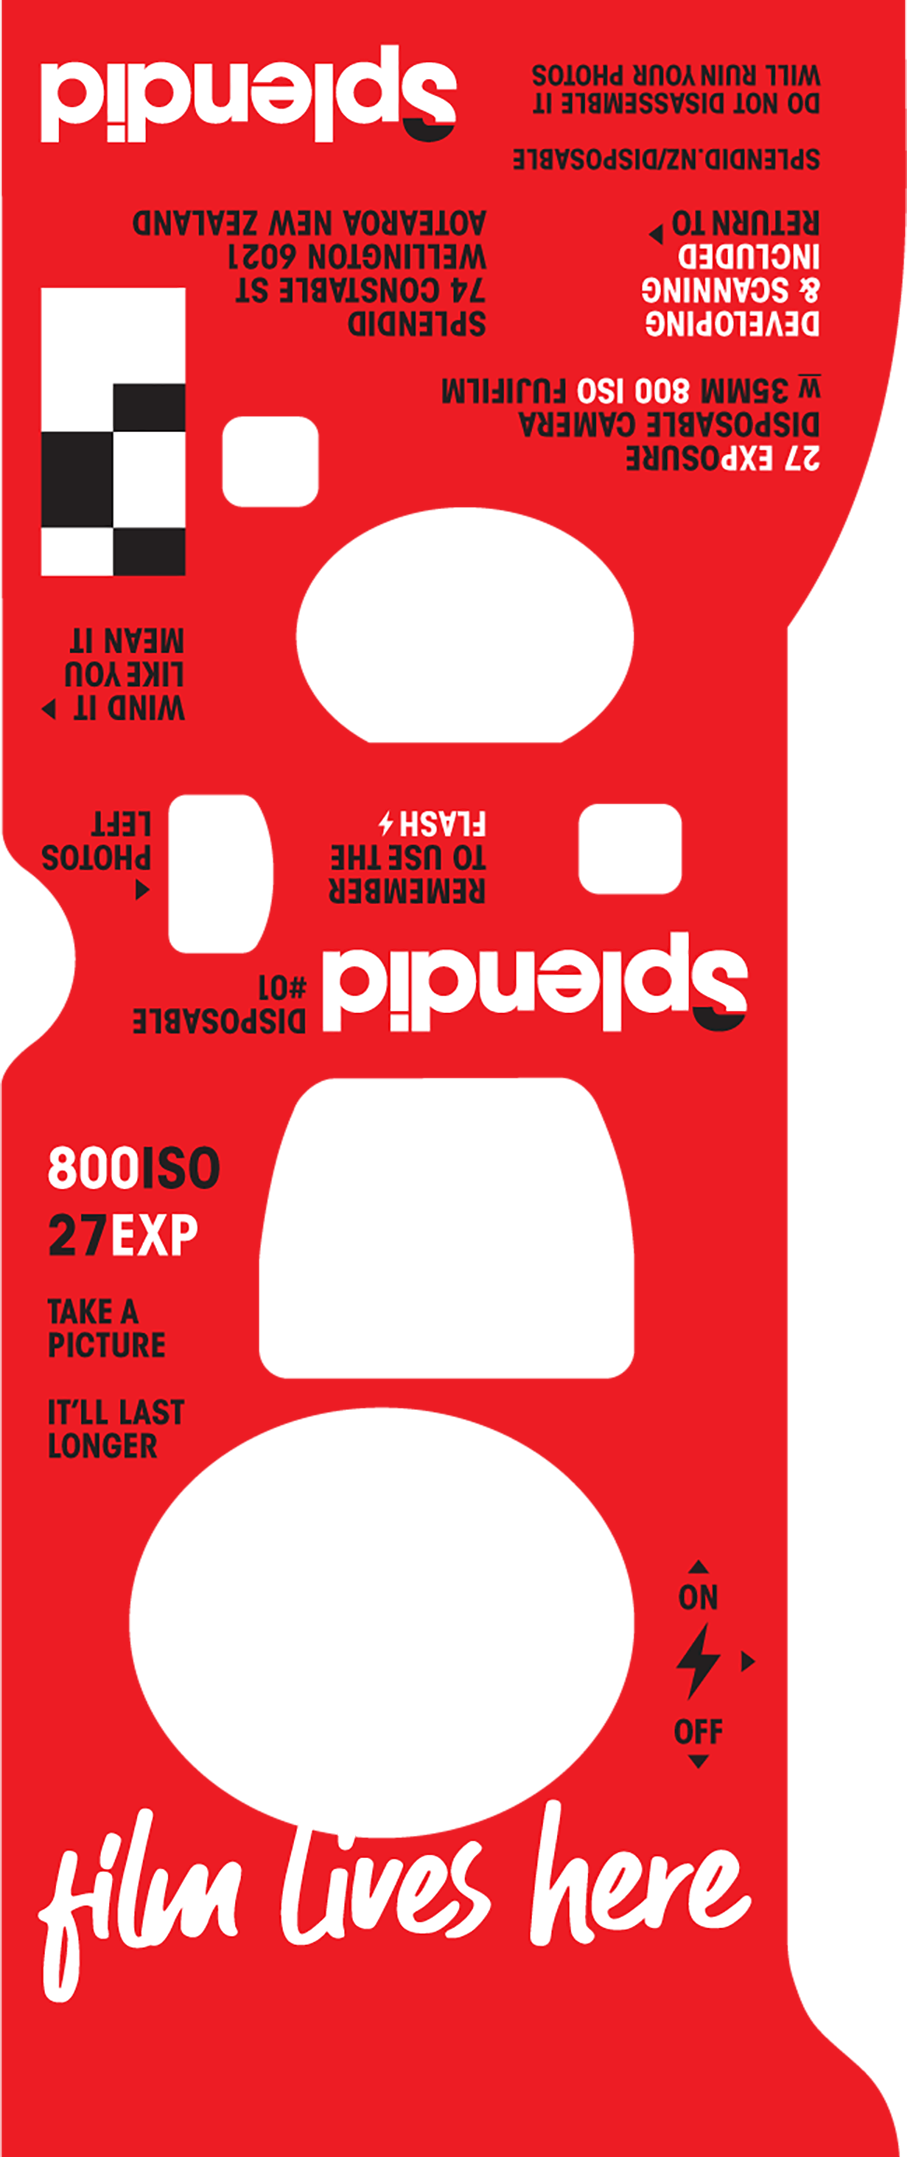 Splendid
DO NOT DISASSEMBLE IT
WILL RUIN YOUR PHOTOS
SPLENDID.NZ/DISPOSABLE
DEVELOPING
& SCANNING
INCLUDED
RETURN TO
SPLENDID
74 CONSTABLE ST
WELLINGTON 6021
AOTEAROA NEW ZEALAND
27 EXPOSURE
DISPOSABLE CAMERA
W̲ 35MM 800 ISO FUJIFILM
WIND IT
LIKE YOU
MEAN IT
PHOTOS
LEFT
REMEMBER
TO USE THE
FLASH
Splendid
DISPOSABLE
#01
800ISO
27EXP
TAKE A
PICTURE
IT'LL LAST
LONGER
ON
OFF
film lives here